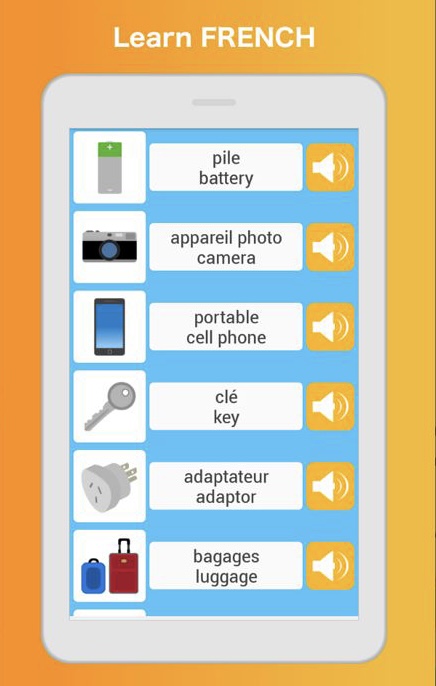 Learn FRENCH
pile
battery
appareil photo
camera
portable
cell phone
clé
key
adaptateur
adaptor
bagages
luggage